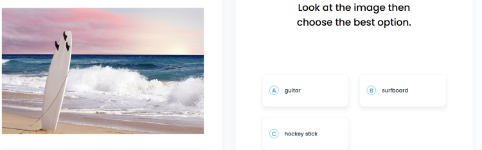 Look at the image then
choose the best option.
A guitar
B surfboard
C hockey stick